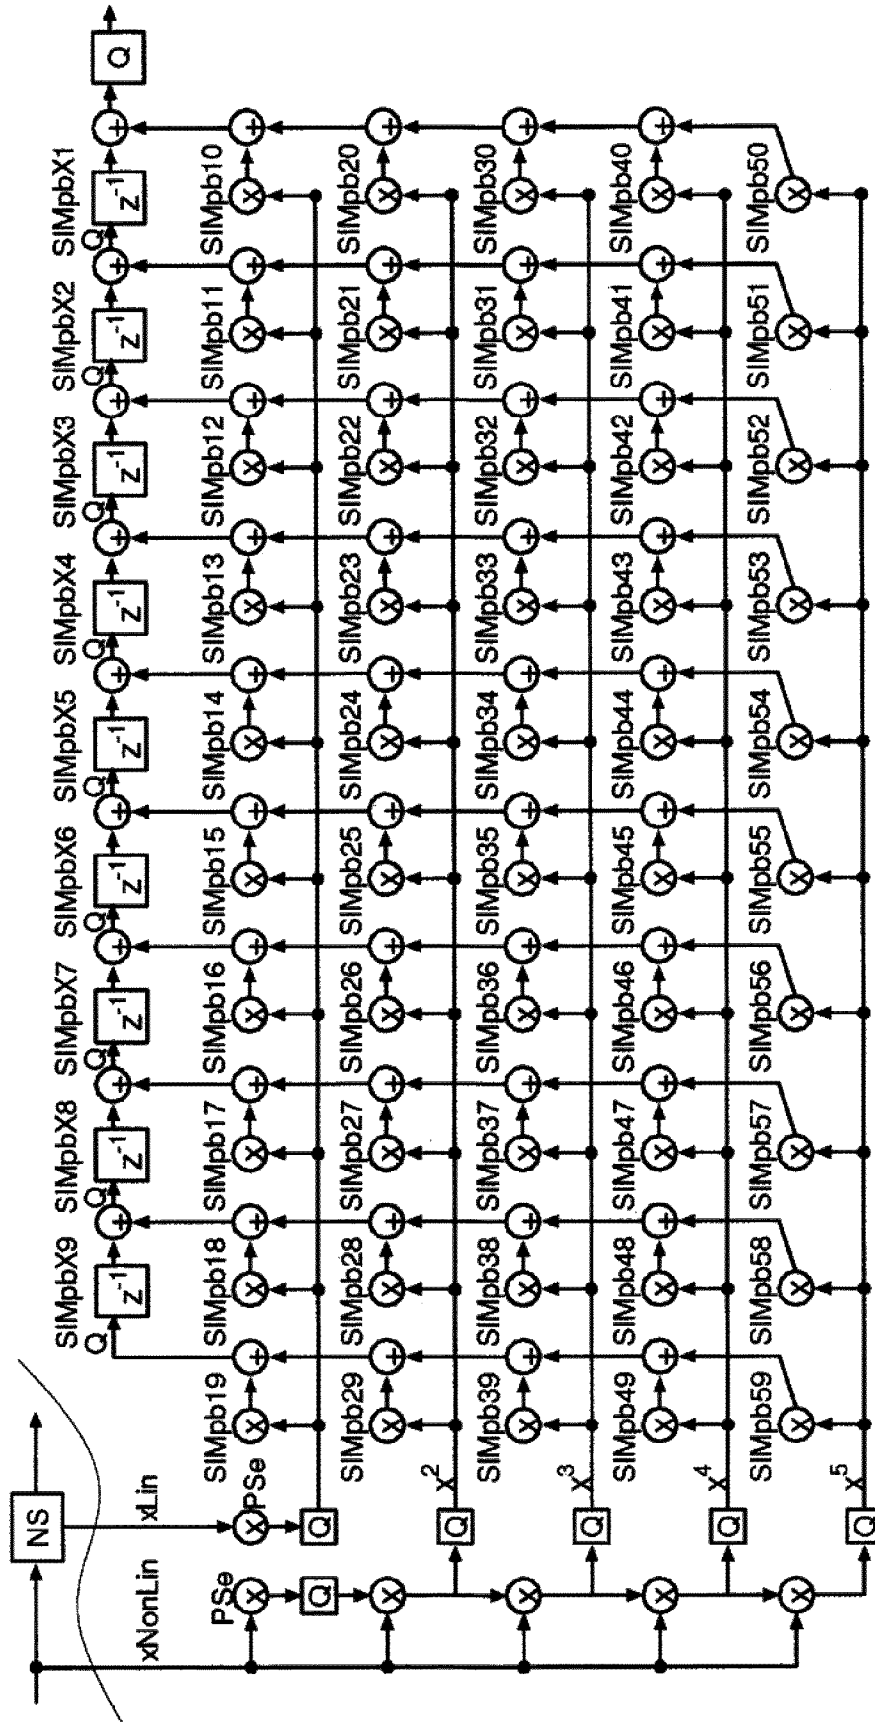 NS
SIMpbX9
SIMpbX8
SIMpbX7
SIMpbX6
SIMpbX5
SIMpbX4
SIMpbX3
SIMpbX2
SIMpbX1
Q
Q
Q
Q
Q
Q
Q
Q
Q
z⁻¹
z⁻¹
z⁻¹
z⁻¹
z⁻¹
z⁻¹
z⁻¹
z⁻¹
z⁻¹
Q
xNonLin
xLin
PSe
PSe
SIMpb19
SIMpb18
SIMpb17
SIMpb16
SIMpb15
SIMpb14
SIMpb13
SIMpb12
SIMpb11
SIMpb10
Q
Q
SIMpb29
SIMpb28
SIMpb27
SIMpb26
SIMpb25
SIMpb24
SIMpb23
SIMpb22
SIMpb21
SIMpb20
Q
X²
SIMpb39
SIMpb38
SIMpb37
SIMpb36
SIMpb35
SIMpb34
SIMpb33
SIMpb32
SIMpb31
SIMpb30
Q
X³
SIMpb49
SIMpb48
SIMpb47
SIMpb46
SIMpb45
SIMpb44
SIMpb43
SIMpb42
SIMpb41
SIMpb40
Q
X⁴
SIMpb59
SIMpb58
SIMpb57
SIMpb56
SIMpb55
SIMpb54
SIMpb53
SIMpb52
SIMpb51
SIMpb50
Q
X⁵